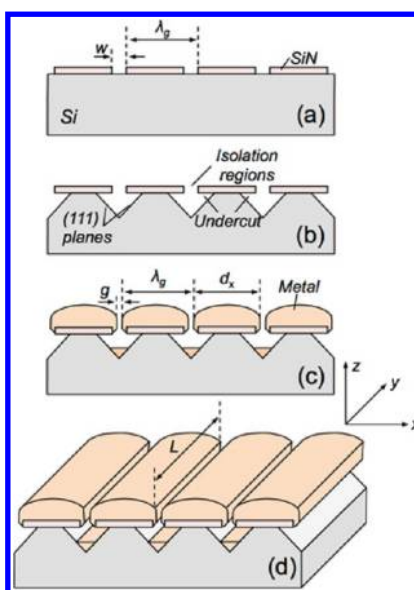 w
λg
SiN
Si
(a)
Isolation
regions
(111)
planes
Undercut
(b)
g
λg
dx
Metal
(c)
z
y
x
L
(d)